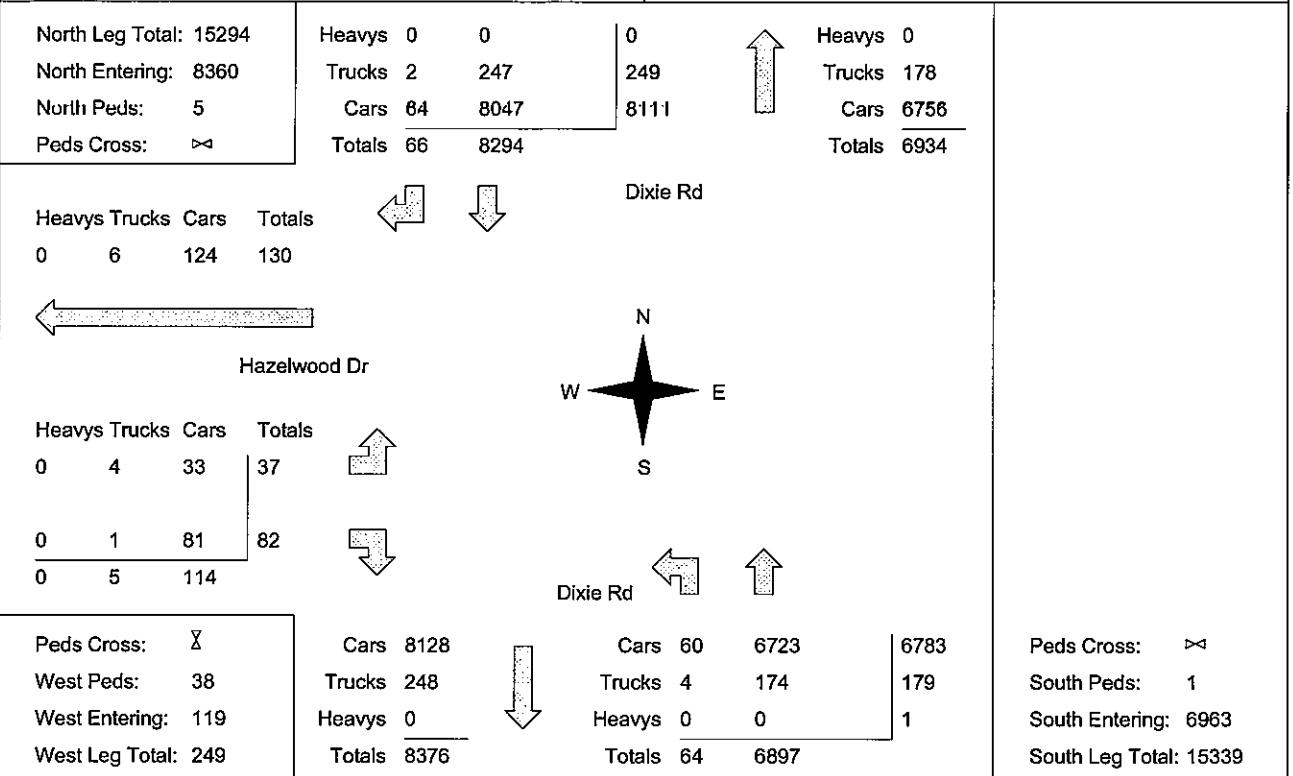 North Leg Total: 15294
North Entering: 8360
North Peds: 5
Peds Cross:
Heavys 0 0 0
Trucks 2 247 249
Cars 64 8047 8111
Totals 66 8294
Heavys 0
Trucks 178
Cars 6756
Totals 6934
Dixie Rd
Heavys Trucks Cars Totals
0 6 124 130
Hazelwood Dr
N
W E
S
Heavys Trucks Cars Totals
0 4 33 37
0 1 81 82
0 5 114
Dixie Rd
Peds Cross:
West Peds: 38
West Entering: 119
West Leg Total: 249
Cars 8128
Trucks 248
Heavys 0
Totals 8376
Cars 60 6723 6783
Trucks 4 174 179
Heavys 0 0 1
Totals 64 6897
Peds Cross:
South Peds: 1
South Entering: 6963
South Leg Total: 15339